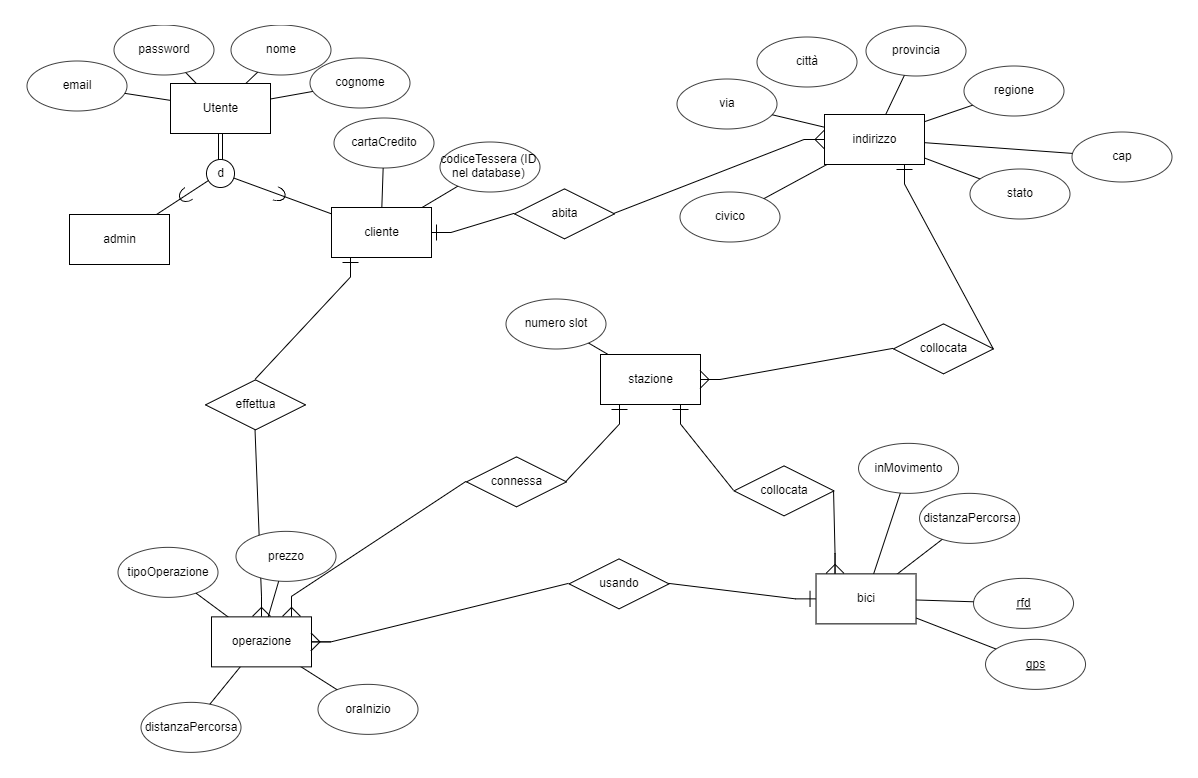 password
nome
email
cognome
Utente
città
provincia
via
regione
indirizzo
cartaCredito
codiceTessera (ID
nel database)
cap
d
stato
abita
civico
admin
cliente
numero slot
collocata
stazione
effettua
inMovimento
connessa
collocata
distanzaPercorsa
prezzo
tipoOperazione
usando
bici
rfd
operazione
gps
oraInizio
distanzaPercorsa